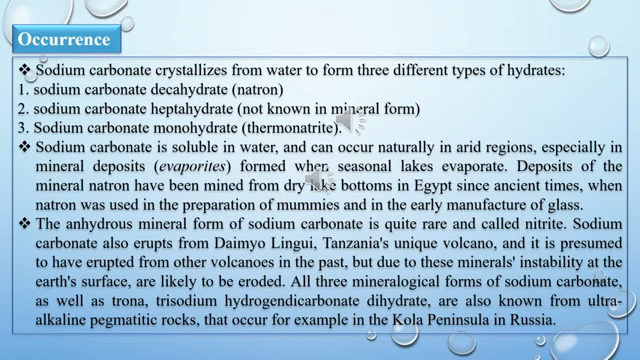 Occurrence
❖ Sodium carbonate crystallizes from water to form three different types of hydrates:
1. sodium carbonate decahydrate (natron)
2. sodium carbonate heptahydrate (not known in mineral form)
3. Sodium carbonate monohydrate (thermonatrite).
❖ Sodium carbonate is soluble in water, and can occur naturally in arid regions, especially in
mineral deposits (evaporites) formed when seasonal lakes evaporate. Deposits of the
mineral natron have been mined from dry lake bottoms in Egypt since ancient times, when
natron was used in the preparation of mummies and in the early manufacture of glass.
❖ The anhydrous mineral form of sodium carbonate is quite rare and called nitrite. Sodium
carbonate also erupts from Daimyo Lingui, Tanzania's unique volcano, and it is presumed
to have erupted from other volcanoes in the past, but due to these minerals' instability at the
earth's surface, are likely to be eroded. All three mineralogical forms of sodium carbonate,
as well as trona, trisodium hydrogendicarbonate dihydrate, are also known from ultra-
alkaline pegmatitic rocks, that occur for example in the Kola Peninsula in Russia.